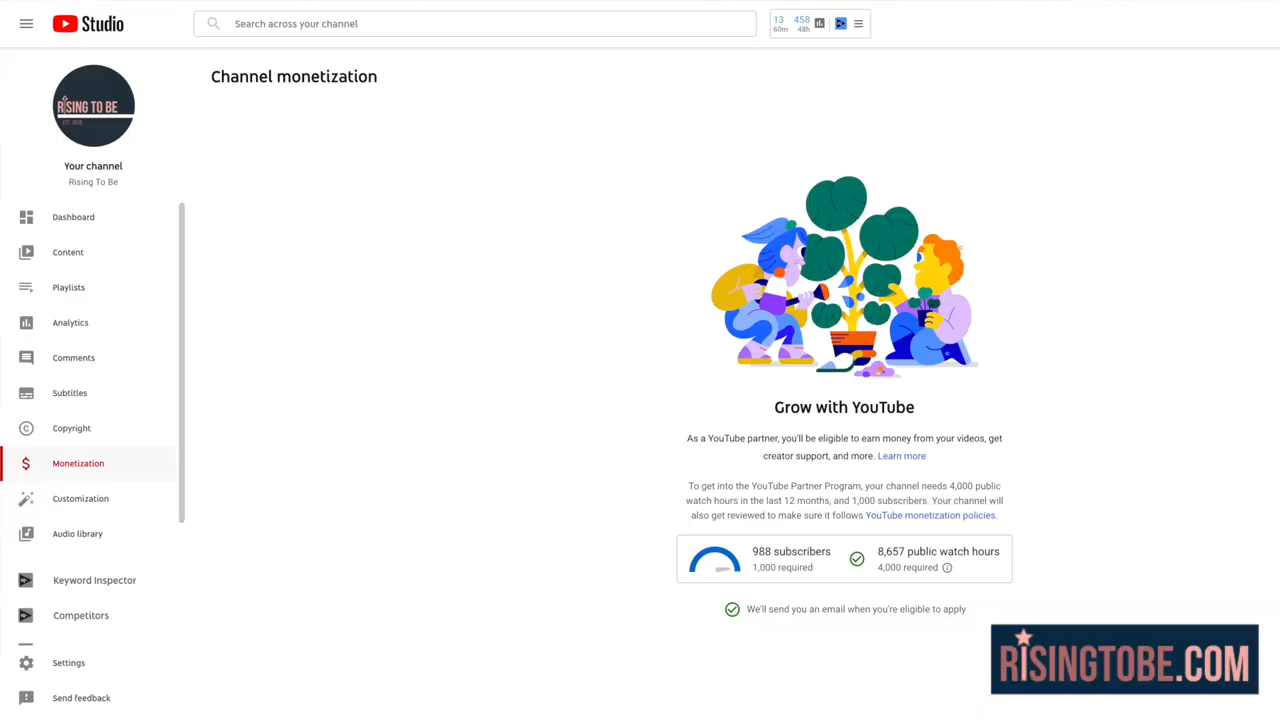 Studio
Search across your channel
13 458
60m 48h
RISING TO BE
Channel monetization
Your channel
Rising To Be
Dashboard
Content
Playlists
Analytics
Comments
Subtitles
Copyright
Monetization
Customization
Audio library
Keyword Inspector
Competitors
Settings
Send feedback
Grow with YouTube
As a YouTube partner, you'll be eligible to earn money from your videos, get
creator support, and more. Learn more
To get into the YouTube Partner Program, your channel needs 4,000 public
watch hours in the last 12 months, and 1,000 subscribers. Your channel will
also get reviewed to make sure it follows YouTube monetization policies.
988 subscribers
1,000 required
8,657 public watch hours
4,000 required
We'll send you an email when you're eligible to apply
RISINGTOBE.COM